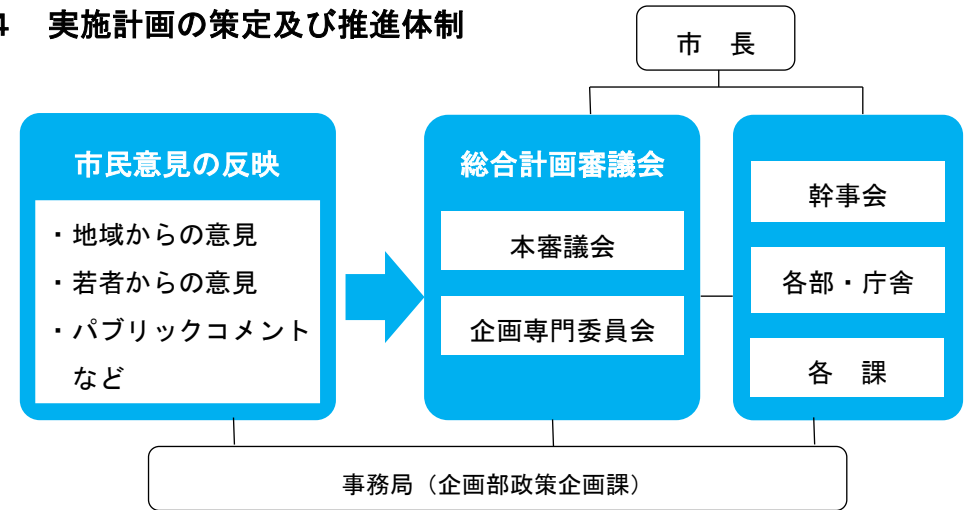 4 実施計画の策定及び推進体制
市 長
市民意見の反映
・地域からの意見
・若者からの意見
・パブリックコメント
など
総合計画審議会
本審議会
企画専門委員会
幹事会
各部・庁舎
各 課
事務局（企画部政策企画課）